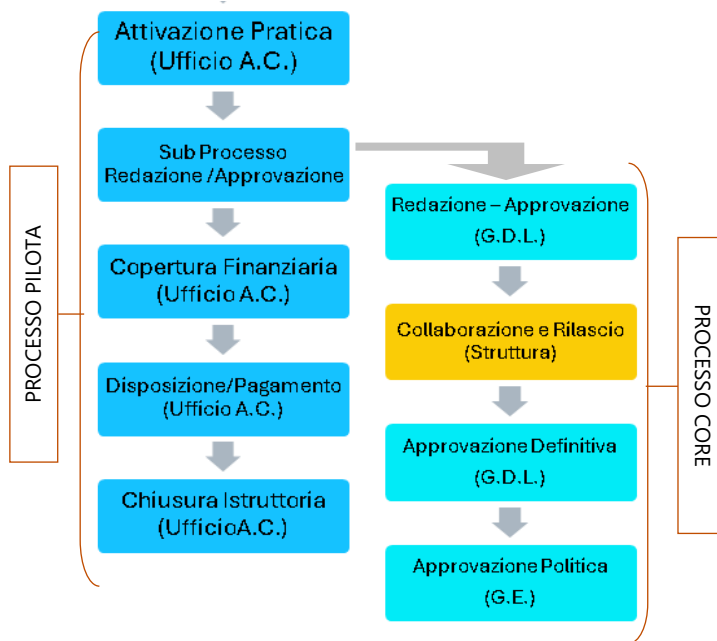 Attivazione Pratica
(Ufficio A.C.)
Sub Processo
Redazione /Approvazione
Copertura Finanziaria
(Ufficio A.C.)
Disposizione/Pagamento
(Ufficio A.C.)
Chiusura Istruttoria
(UfficioA.C.)
PROCESSO PILOTA
Redazione – Approvazione
(G.D.L.)
Collaborazione e Rilascio
(Struttura)
Approvazione Definitiva
(G.D.L.)
Approvazione Politica
(G.E.)
PROCESSO CORE